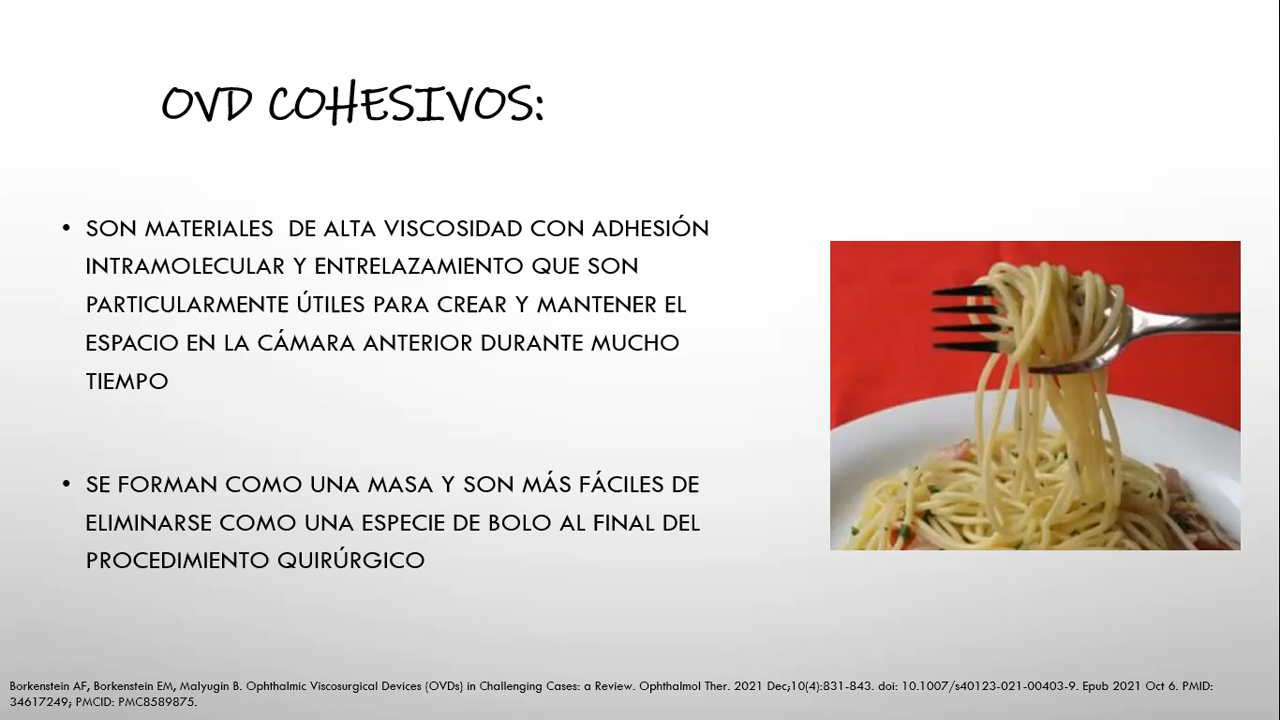 OVD COHESIVOS:
• SON MATERIALES DE ALTA VISCOSIDAD CON ADHESIÓN
INTRAMOLECULAR Y ENTRELAZAMIENTO QUE SON
PARTICULARMENTE ÚTILES PARA CREAR Y MANTENER EL
ESPACIO EN LA CÁMARA ANTERIOR DURANTE MUCHO
TIEMPO
• SE FORMAN COMO UNA MASA Y SON MÁS FÁCILES DE
ELIMINARSE COMO UNA ESPECIE DE BOLO AL FINAL DEL
PROCEDIMIENTO QUIRÚRGICO
Borkenstein AF, Borkenstein EM, Malyugin B. Ophthalmic Viscosurgical Devices (OVDs) in Challenging Cases: a Review. Ophthalmol Ther. 2021 Dec;10(4):831-843. doi: 10.1007/s40123-021-00403-9. Epub 2021 Oct 6. PMID:
34617249; PMCID: PMC8589875.